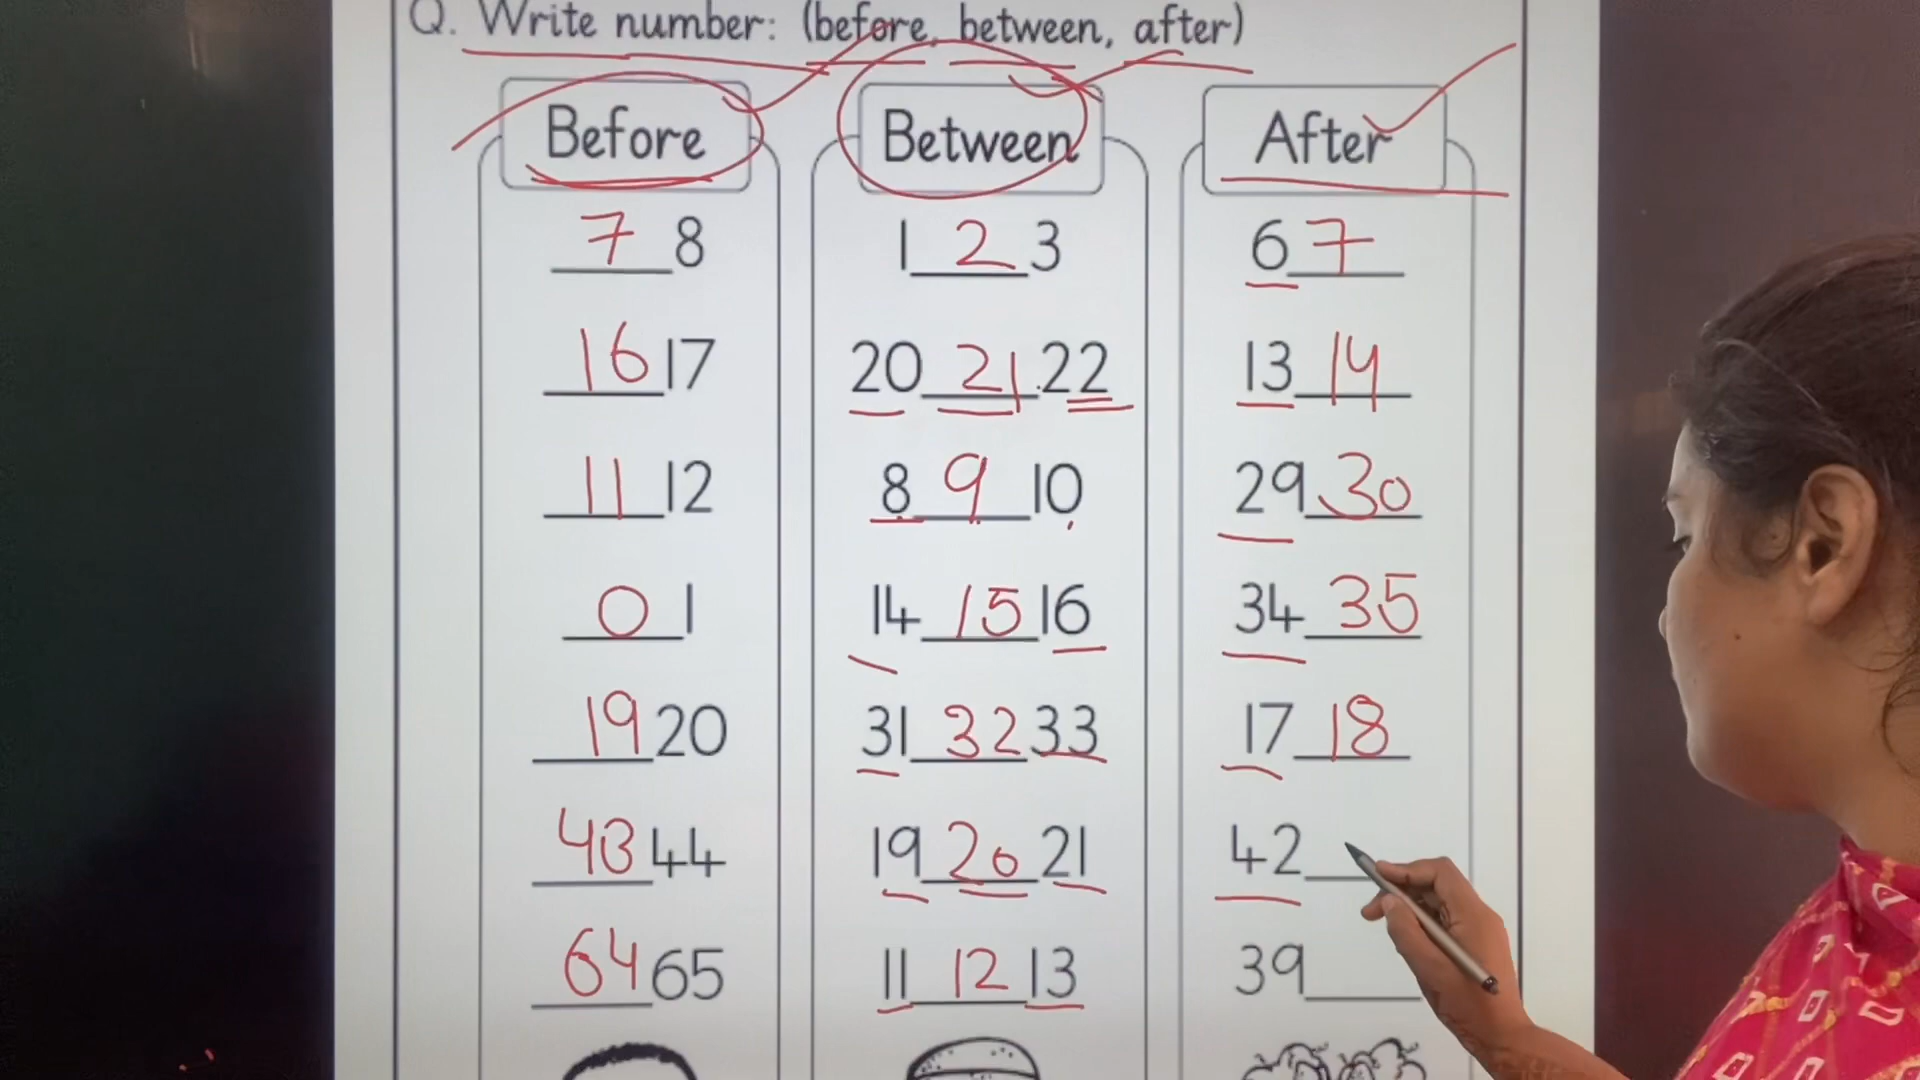 Q. Write number: (before, between, after)
Before Between After
7 8 1 2 3 6 7
16 17 20 21 22 13 14
11 12 8 9 10 29 30
0 1 14 15 16 34 35
19 20 31 32 33 17 18
43 44 19 20 21 42
64 65 11 12 13 39